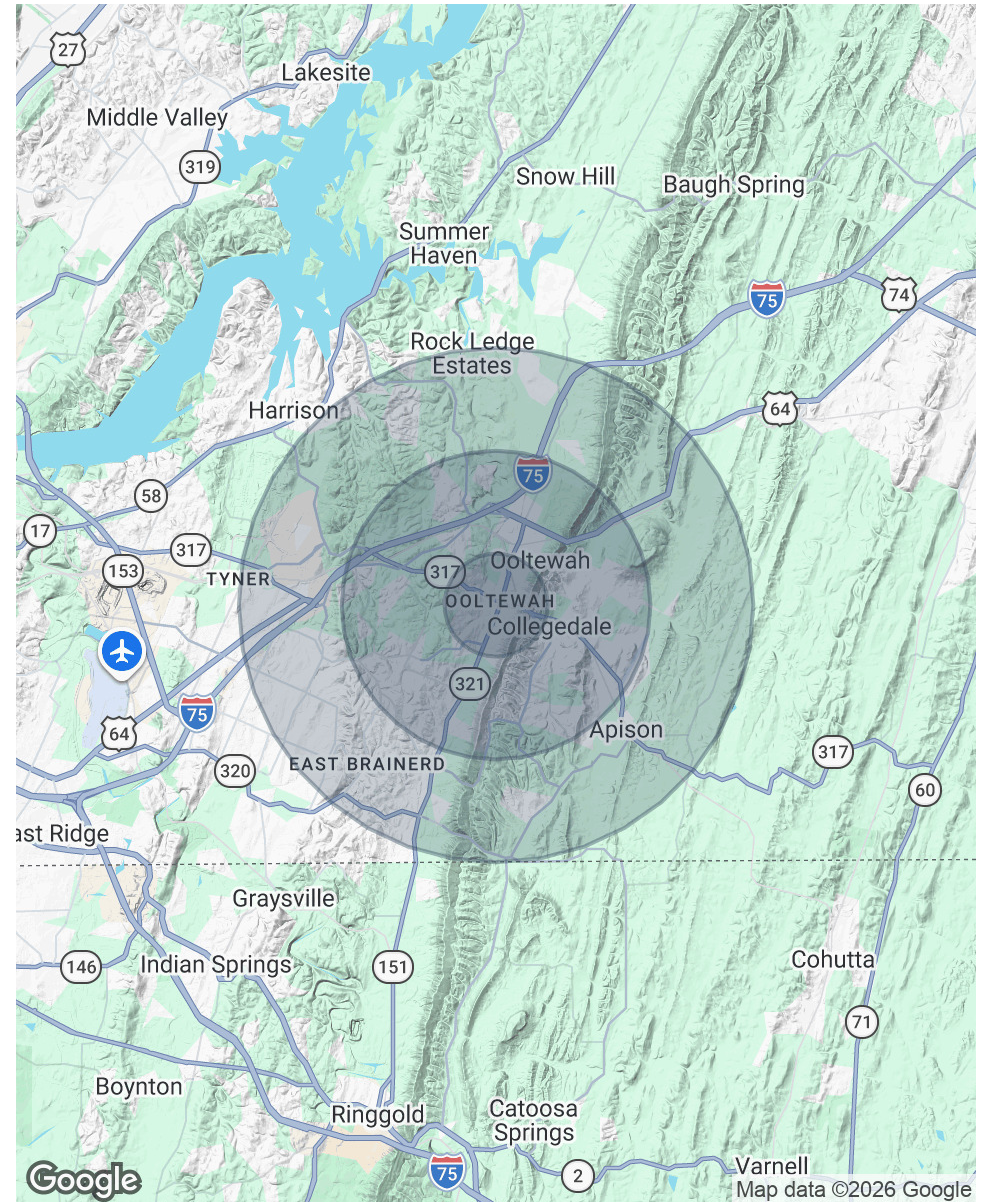 27
Lakesite
Middle Valley
319
Snow Hill
Baugh Spring
Summer
Haven
75
74
Rock Ledge
Estates
64
Harrison
75
58
17
317
153
TYNER
317
Ooltewah
OOLTEWAH
Collegedale
321
75
64
Apison
317
EAST BRAINERD
320
60
ast Ridge
Graysville
146
Indian Springs
151
Cohutta
71
Boynton
Ringgold
Catoosa
Springs
75
2
Varnell
Google
Map data ©2026 Google